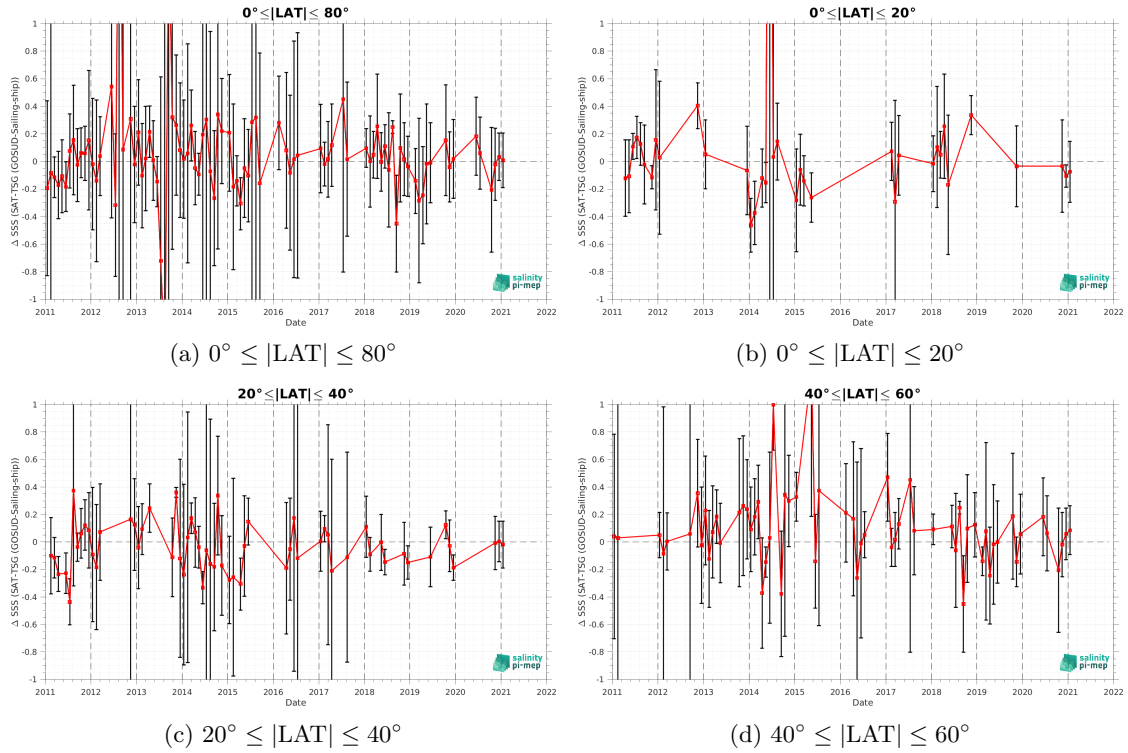 0°≤|LAT|≤ 80°
Δ SSS (SAT-TSG (GOSUD-Sailing-ship))
1
0.8
0.6
0.4
0.2
0
-0.2
-0.4
-0.6
-0.8
-1
2011 2012 2013 2014 2015 2016 2017 2018 2019 2020 2021 2022
Date
salinity
pi-mep
(a) 0° ≤ |LAT| ≤ 80°
0°≤|LAT|≤ 20°
Δ SSS (SAT-TSG (GOSUD-Sailing-ship))
1
0.8
0.6
0.4
0.2
0
-0.2
-0.4
-0.6
-0.8
-1
2011 2012 2013 2014 2015 2016 2017 2018 2019 2020 2021 2022
Date
salinity
pi-mep
(b) 0° ≤ |LAT| ≤ 20°
20°≤|LAT|≤ 40°
Δ SSS (SAT-TSG (GOSUD-Sailing-ship))
1
0.8
0.6
0.4
0.2
0
-0.2
-0.4
-0.6
-0.8
-1
2011 2012 2013 2014 2015 2016 2017 2018 2019 2020 2021 2022
Date
salinity
pi-mep
(c) 20° ≤ |LAT| ≤ 40°
40°≤|LAT|≤ 60°
Δ SSS (SAT-TSG (GOSUD-Sailing-ship))
1
0.8
0.6
0.4
0.2
0
-0.2
-0.4
-0.6
-0.8
-1
2011 2012 2013 2014 2015 2016 2017 2018 2019 2020 2021 2022
Date
salinity
pi-mep
(d) 40° ≤ |LAT| ≤ 60°